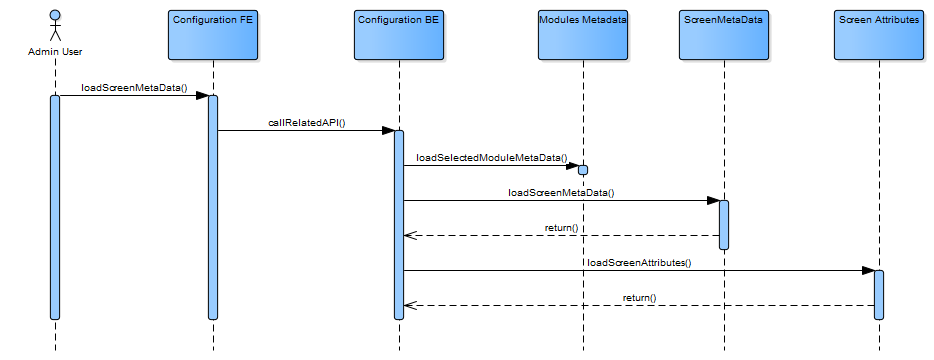 Configuration FE
Configuration BE
Modules Metadata
ScreenMetaData
Screen Attributes
Admin User
loadScreenMetaData()
callRelatedAPI()
loadSelectedModuleMetaData()
loadScreenMetaData()
return()
loadScreenAttributes()
return()